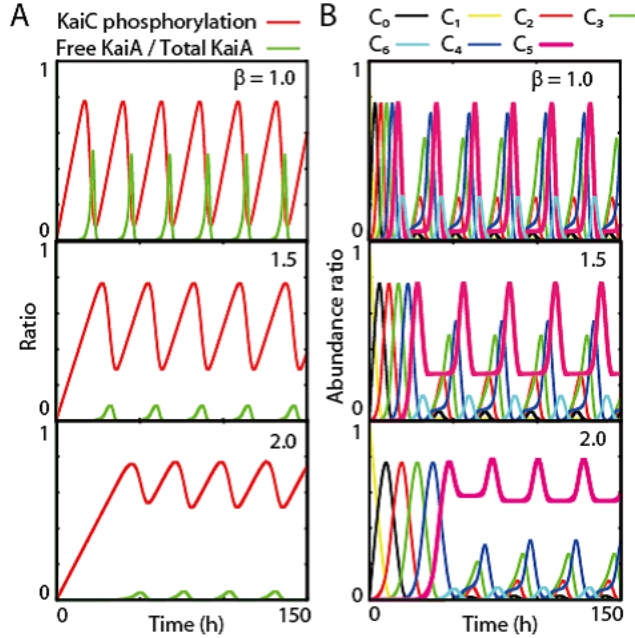 A
KaiC phosphorylation
Free KaiA / Total KaiA
1
β = 1.0
0
1
1.5
0
1
2.0
0
0
150
Time (h)
Ratio
B
C₀ C₁ C₂ C₃
C₆ C₄ C₅
1
β = 1.0
0
1
1.5
0
1
2.0
0
0
150
Time (h)
Abundance ratio